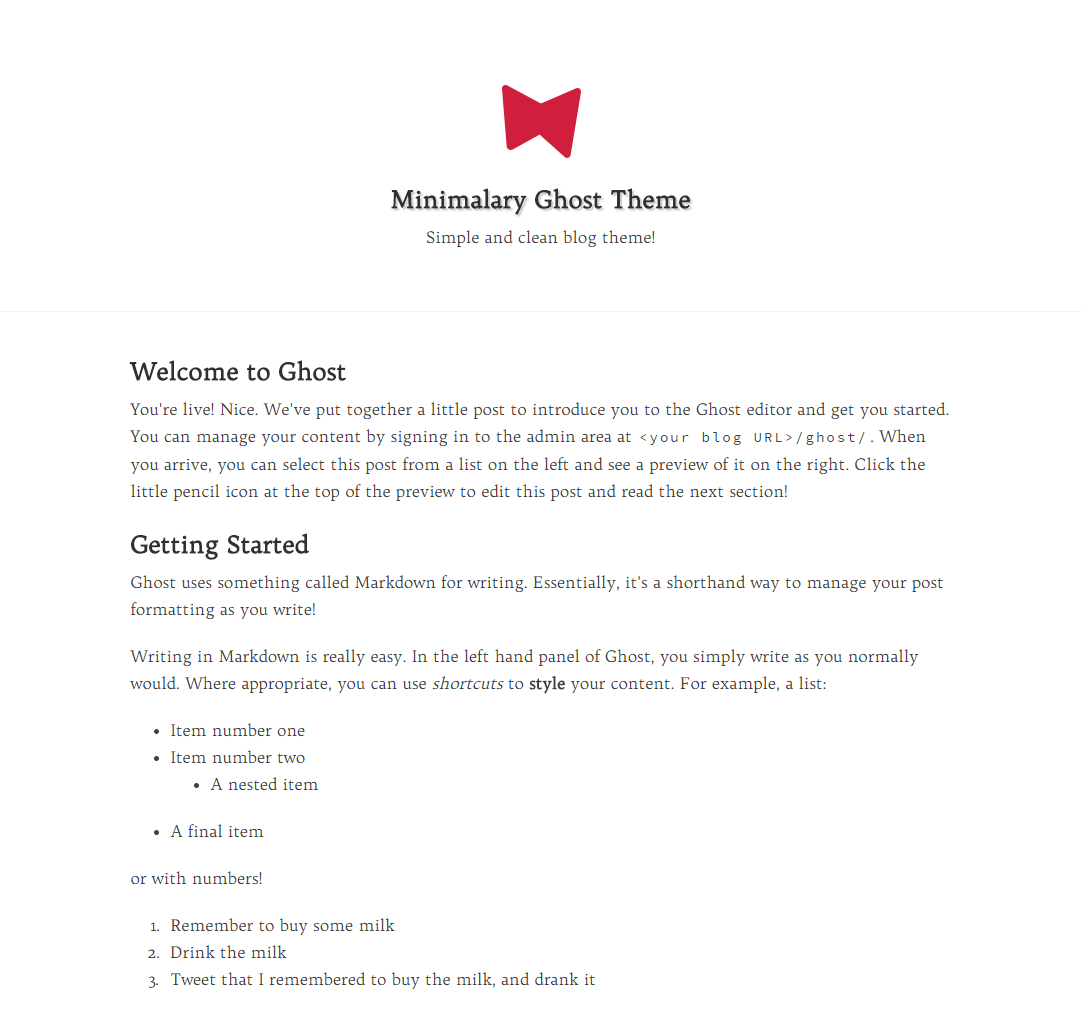 Minimalary Ghost Theme
Simple and clean blog theme!
Welcome to Ghost
You're live! Nice. We've put together a little post to introduce you to the Ghost editor and get you started.
You can manage your content by signing in to the admin area at <your blog URL>/ghost/. When
you arrive, you can select this post from a list on the left and see a preview of it on the right. Click the
little pencil icon at the top of the preview to edit this post and read the next section!
Getting Started
Ghost uses something called Markdown for writing. Essentially, it's a shorthand way to manage your post
formatting as you write!
Writing in Markdown is really easy. In the left hand panel of Ghost, you simply write as you normally
would. Where appropriate, you can use shortcuts to style your content. For example, a list:
• Item number one
• Item number two
• A nested item
• A final item
or with numbers!
1. Remember to buy some milk
2. Drink the milk
3. Tweet that I remembered to buy the milk, and drank it